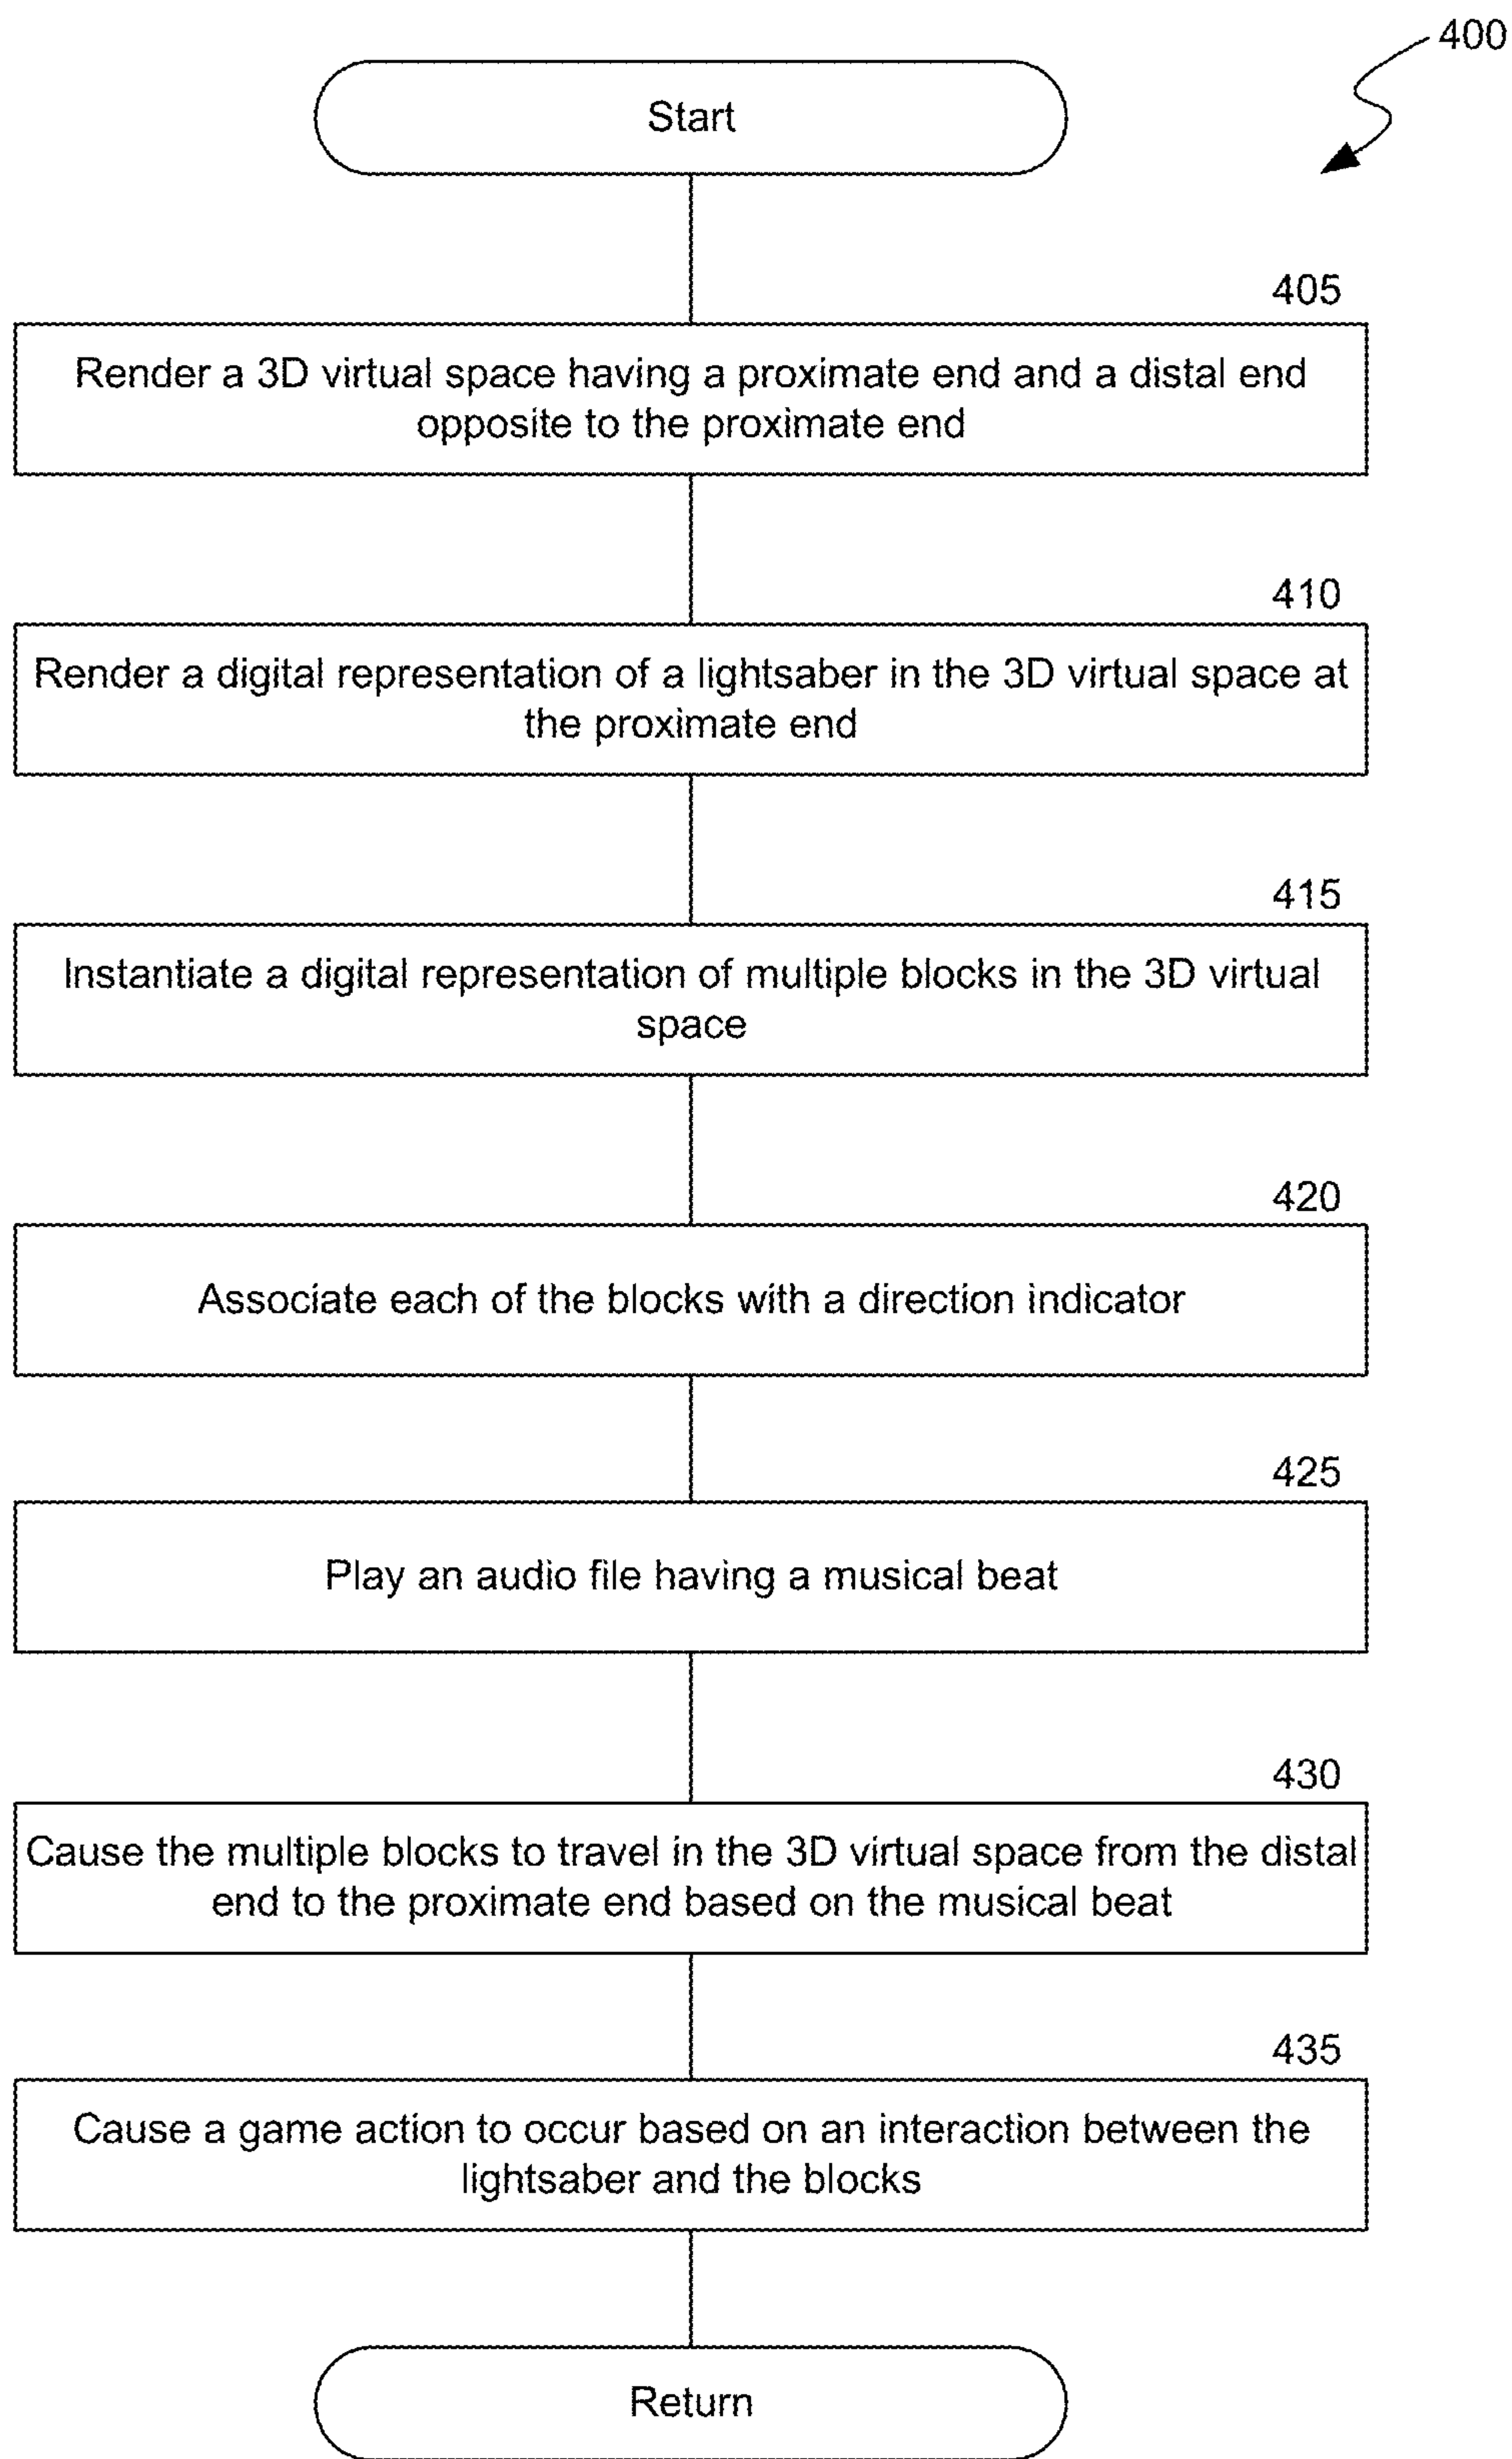 400
Start
405
Render a 3D virtual space having a proximate end and a distal end
opposite to the proximate end
410
Render a digital representation of a lightsaber in the 3D virtual space at
the proximate end
415
Instantiate a digital representation of multiple blocks in the 3D virtual
space
420
Associate each of the blocks with a direction indicator
425
Play an audio file having a musical beat
430
Cause the multiple blocks to travel in the 3D virtual space from the distal
end to the proximate end based on the musical beat
435
Cause a game action to occur based on an interaction between the
lightsaber and the blocks
Return